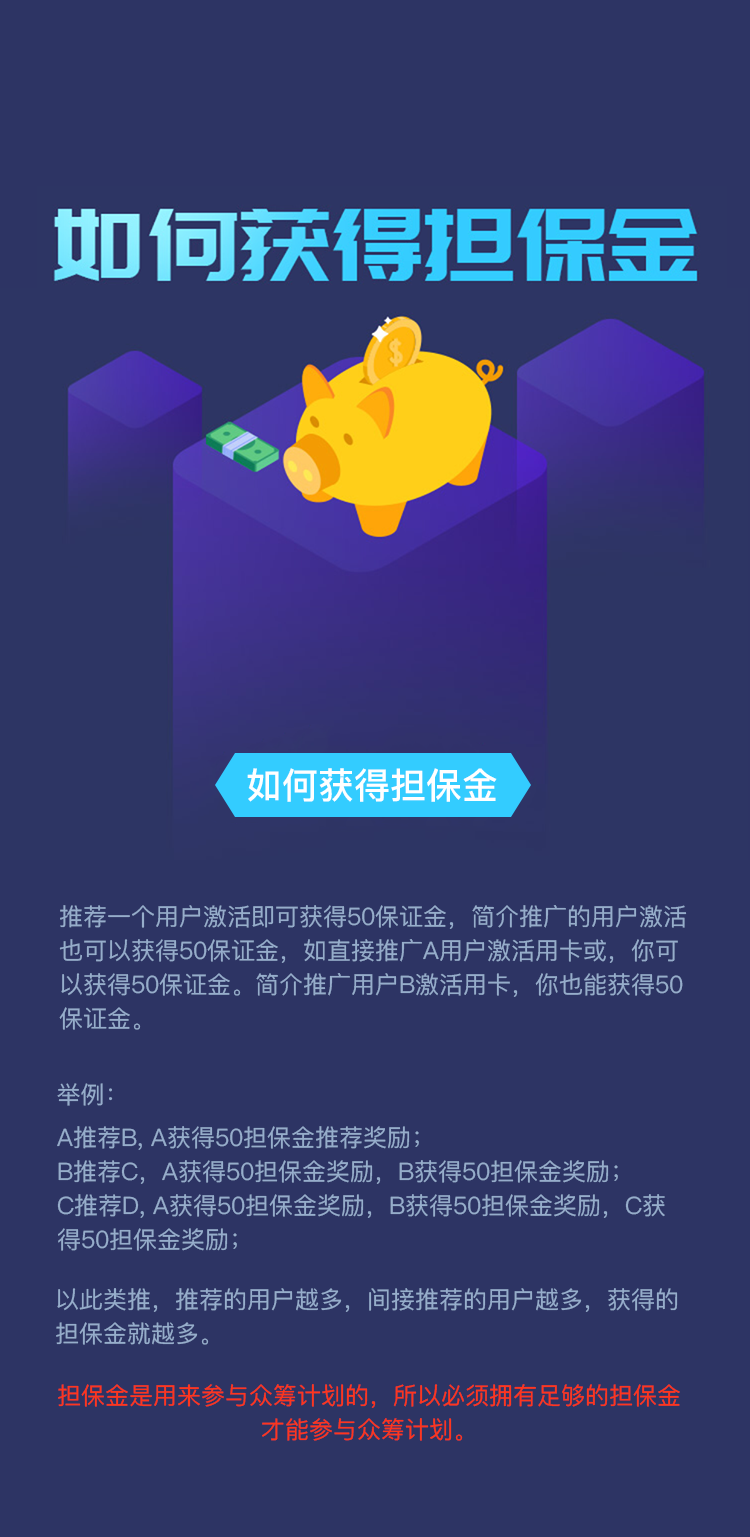 如何获得担保金
如何获得担保金
推荐一个用户激活即可获得50保证金，简介推广的用户激活
也可以获得50保证金，如直接推广A用户激活用卡或，你可
以获得50保证金。简介推广用户B激活用卡，你也能获得50
保证金。
举例：
A推荐B, A获得50担保金推荐奖励；
B推荐C，A获得50担保金奖励，B获得50担保金奖励；
C推荐D, A获得50担保金奖励，B获得50担保金奖励，C获
得50担保金奖励；
以此类推，推荐的用户越多，间接推荐的用户越多，获得的
担保金就越多。
担保金是用来参与众筹计划的，所以必须拥有足够的担保金
才能参与众筹计划。